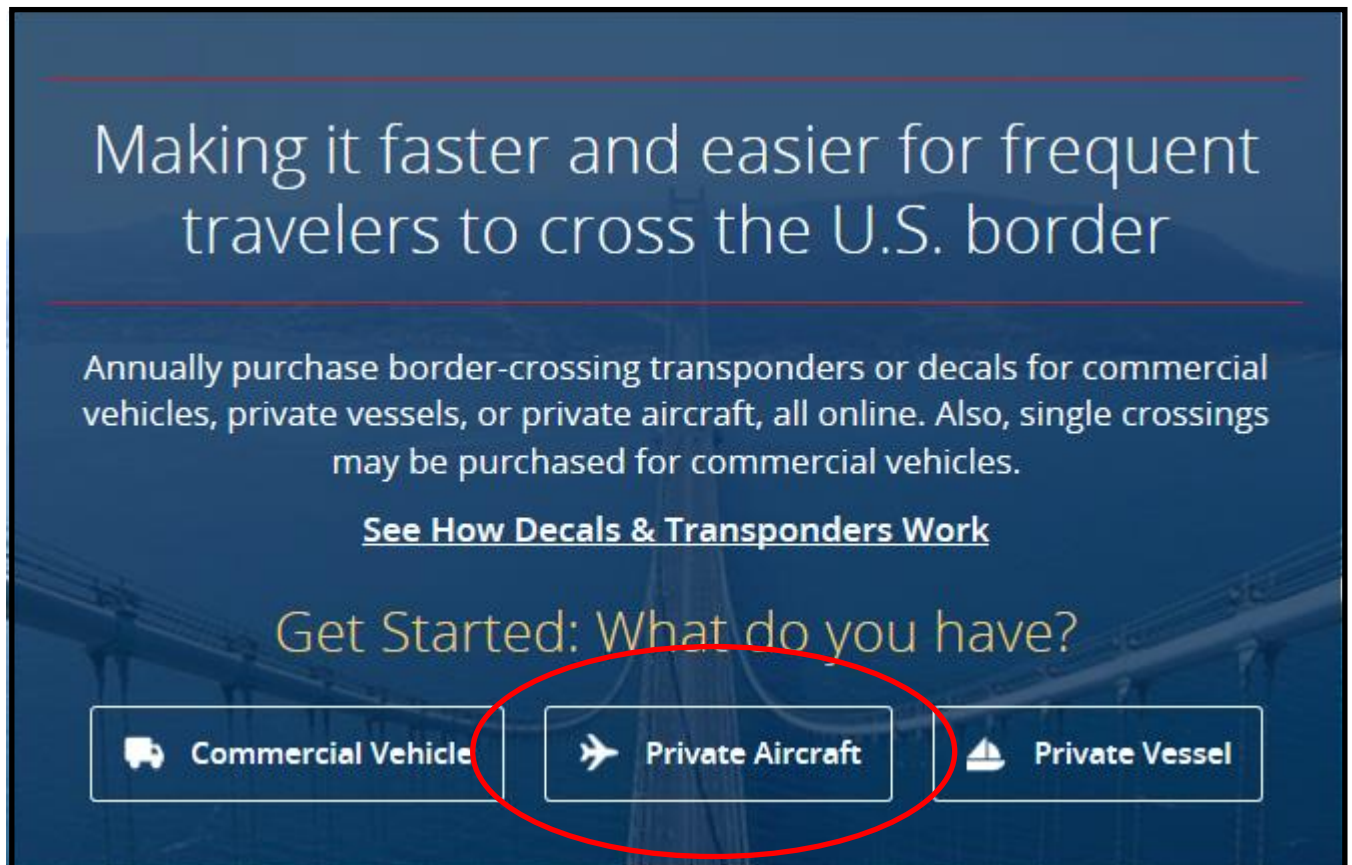 Making it faster and easier for frequent
travelers to cross the U.S. border
Annually purchase border-crossing transponders or decals for commercial
vehicles, private vessels, or private aircraft, all online. Also, single crossings
may be purchased for commercial vehicles.
See How Decals & Transponders Work
Get Started: What do you have?
Commercial Vehicle
Private Aircraft
Private Vessel